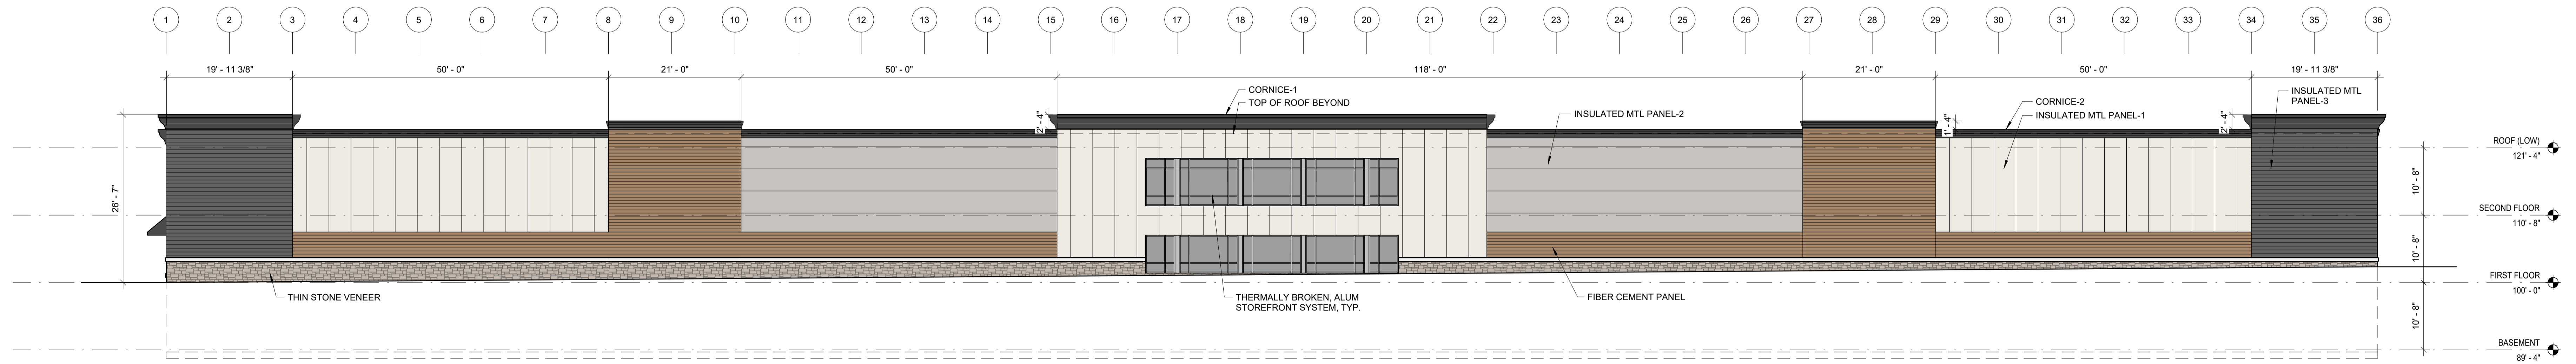 1 2 3 4 5 6 7 8 9 10 11 12 13 14 15 16 17 18 19 20 21 22 23 24 25 26 27 28 29 30 31 32 33 34 35 36
19' - 11 3/8" 50' - 0" 21' - 0" 50' - 0" 118' - 0" 21' - 0" 50' - 0" 19' - 11 3/8"
CORNICE-1
TOP OF ROOF BEYOND
2' - 4"
INSULATED MTL PANEL-2
1' - 4"
CORNICE-2
INSULATED MTL PANEL-1
2' - 4"
INSULATED MTL
PANEL-3
26' - 7"
ROOF (LOW)
121' - 4"
10' - 8"
SECOND FLOOR
110' - 8"
10' - 8"
FIRST FLOOR
100' - 0"
10' - 8"
BASEMENT
89' - 4"
THIN STONE VENEER
THERMALLY BROKEN, ALUM
STOREFRONT SYSTEM, TYP.
FIBER CEMENT PANEL